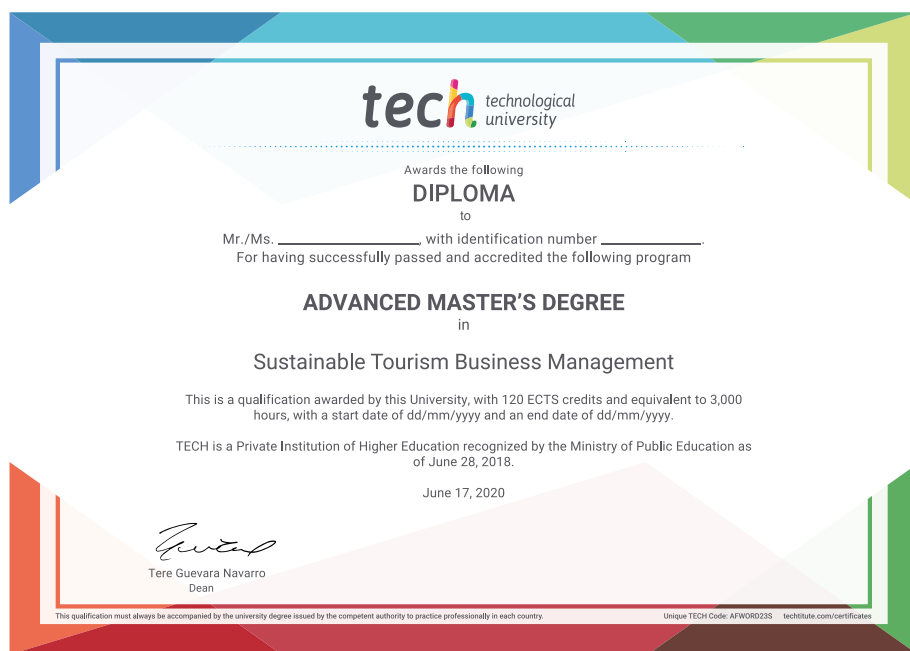 tech technological
university
Awards the following
DIPLOMA
to
Mr./Ms. ____________, with identification number ____________.
For having successfully passed and accredited the following program
ADVANCED MASTER'S DEGREE
in
Sustainable Tourism Business Management
This is a qualification awarded by this University, with 120 ECTS credits and equivalent to 3,000
hours, with a start date of dd/mm/yyyy and an end date of dd/mm/yyyy.
TECH is a Private Institution of Higher Education recognized by the Ministry of Public Education as
of June 28, 2018.
June 17, 2020
Tere Guevara Navarro
Dean
This qualification must always be accompanied by the university degree issued by the competent authority to practice professionally in each country. Unique TECH Code: AFWORD23S techtitute.com/certificates